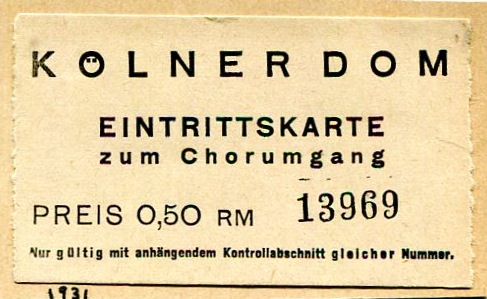 KÖLNER DOM
EINTRITTSKARTE
zum Chorumgang
PREIS 0,50 RM 13969
Nur gültig mit anhängendem Kontrollabschnitt gleicher Nummer.
1931